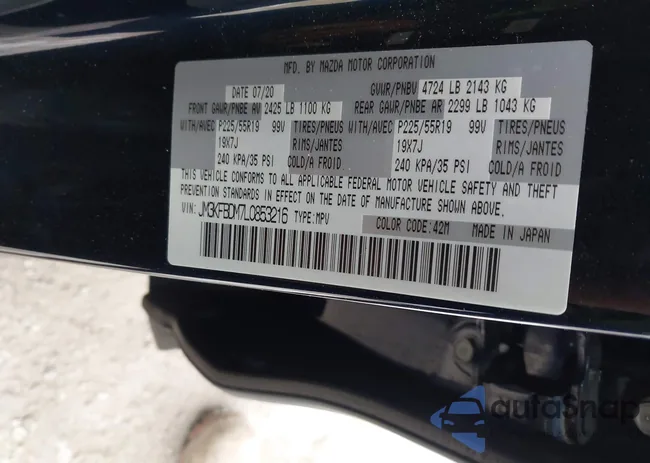 MFD. BY MAZDA MOTOR CORPORATION
DATE 07/20 GVWR/PNBV 4724 LB 2143 KG
FRONT GAWR/PNBE AV 2425 LB 1100 KG REAR GAWR/PNBE AR 2299 LB 1043 KG
WITH/AVEC P225/55R19 99V TIRES/PNEUS WITH/AVEC P225/55R19 99V TIRES/PNEUS
19X7J RIMS/JANTES 19X7J RIMS/JANTES
240 KPA/35 PSI COLD/A FROID 240 KPA/35 PSI COLD/A FROID
THIS VEHICLE CONFORMS TO ALL APPLICABLE FEDERAL MOTOR VEHICLE SAFETY AND THEFT
PREVENTION STANDARDS IN EFFECT ON THE DATE OF MANUFACTURE SHOWN ABOVE.
VIN: JM3KFBDM7L0853216 TYPE: MPV COLOR CODE: 42M MADE IN JAPAN
autoSnap